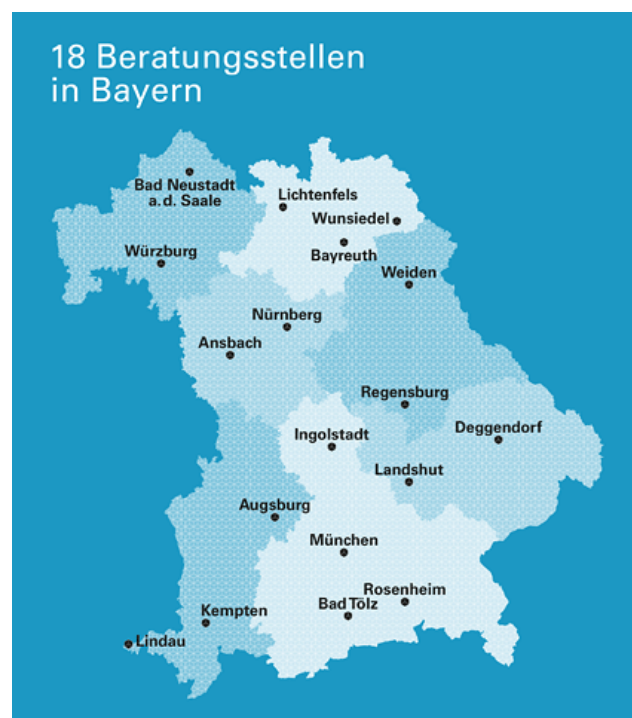 18 Beratungsstellen
in Bayern
Bad Neustadt
a. d. Saale
Lichtenfels
Wunsiedel
Bayreuth
Würzburg
Weiden
Nürnberg
Ansbach
Regensburg
Deggendorf
Ingolstadt
Landshut
Augsburg
München
Rosenheim
Bad Tölz
Kempten
Lindau